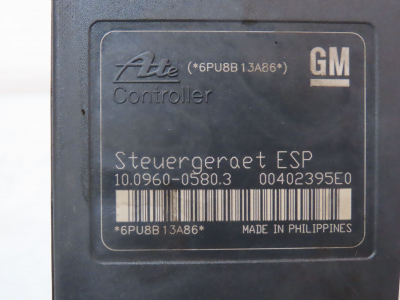 Ate (*6PU8B13A86*) GM
Controller
Steuergeraet ESP
10.0960-0580.3 00402395E0
*6PU8B13A86* MADE IN PHILIPPINES